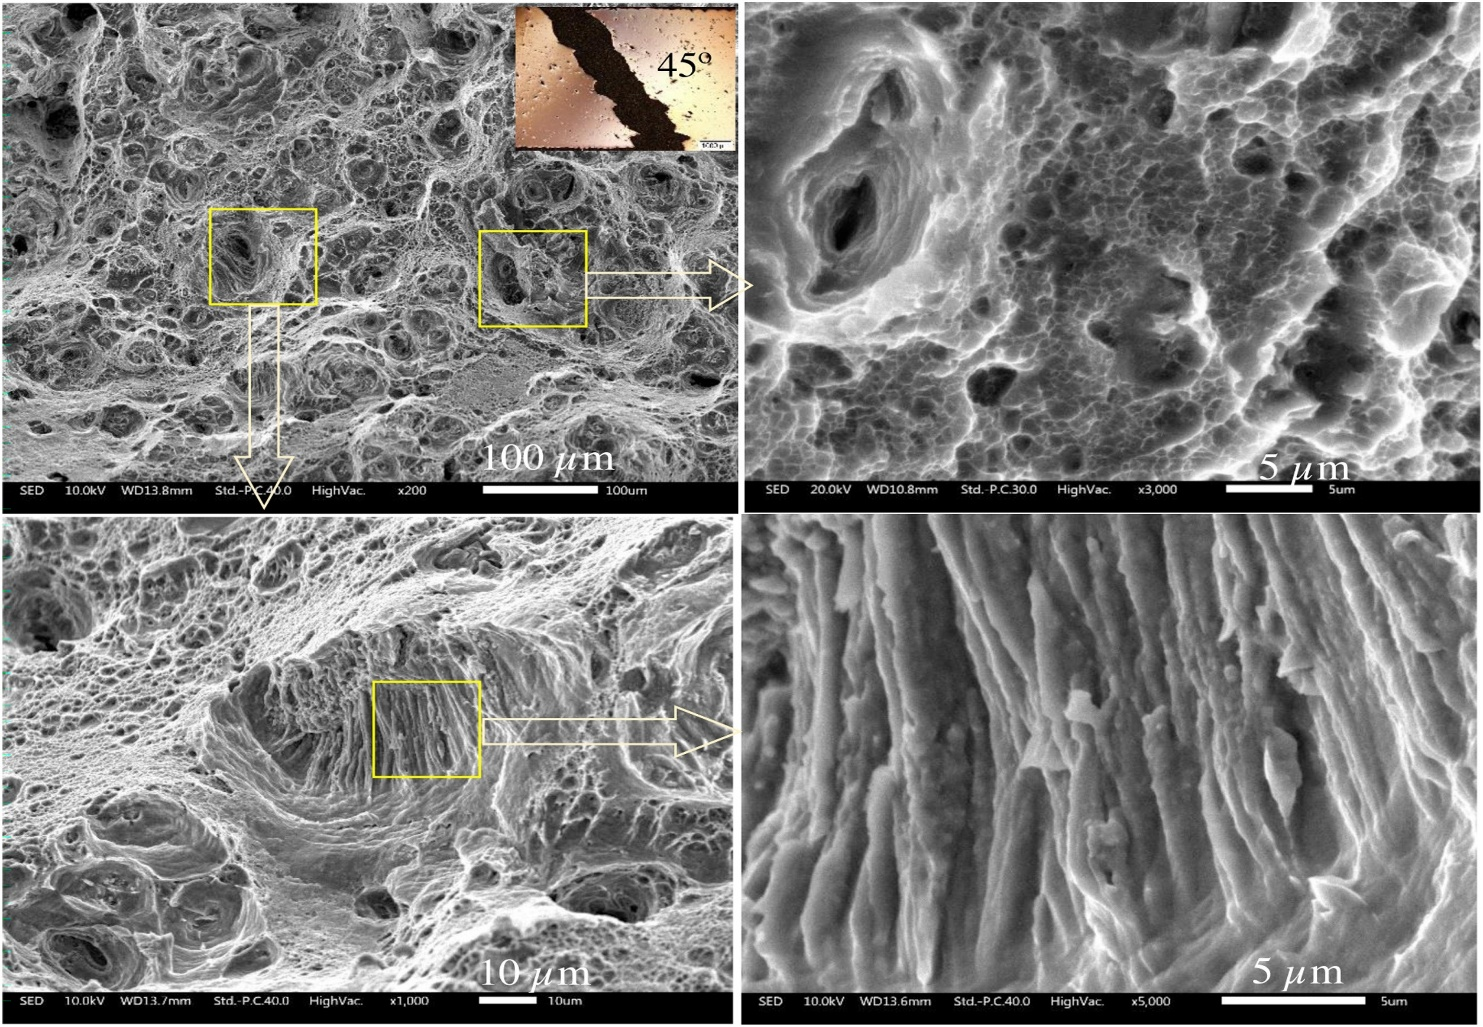 45°
1000 μ
100 μm
SED 10.0kV WD13.8mm Std.-P.C.40.0 HighVac. x200 100um
5 μm
SED 20.0kV WD10.8mm Std.-P.C.30.0 HighVac. x3,000 5um
10 μm
SED 10.0kV WD13.7mm Std.-P.C.40.0 HighVac. x1,000 10um
5 μm
SED 10.0kV WD13.6mm Std.-P.C.40.0 HighVac. x5,000 5um